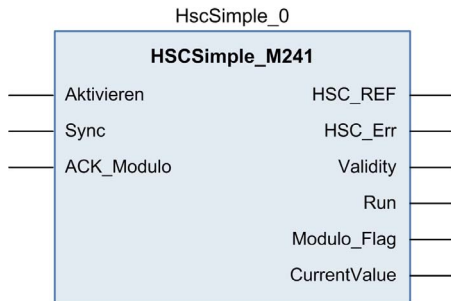 HscSimple_0
HSCSimple_M241
Aktivieren HSC_REF
Sync HSC_Err
ACK_Modulo Validity
Run
Modulo_Flag
CurrentValue